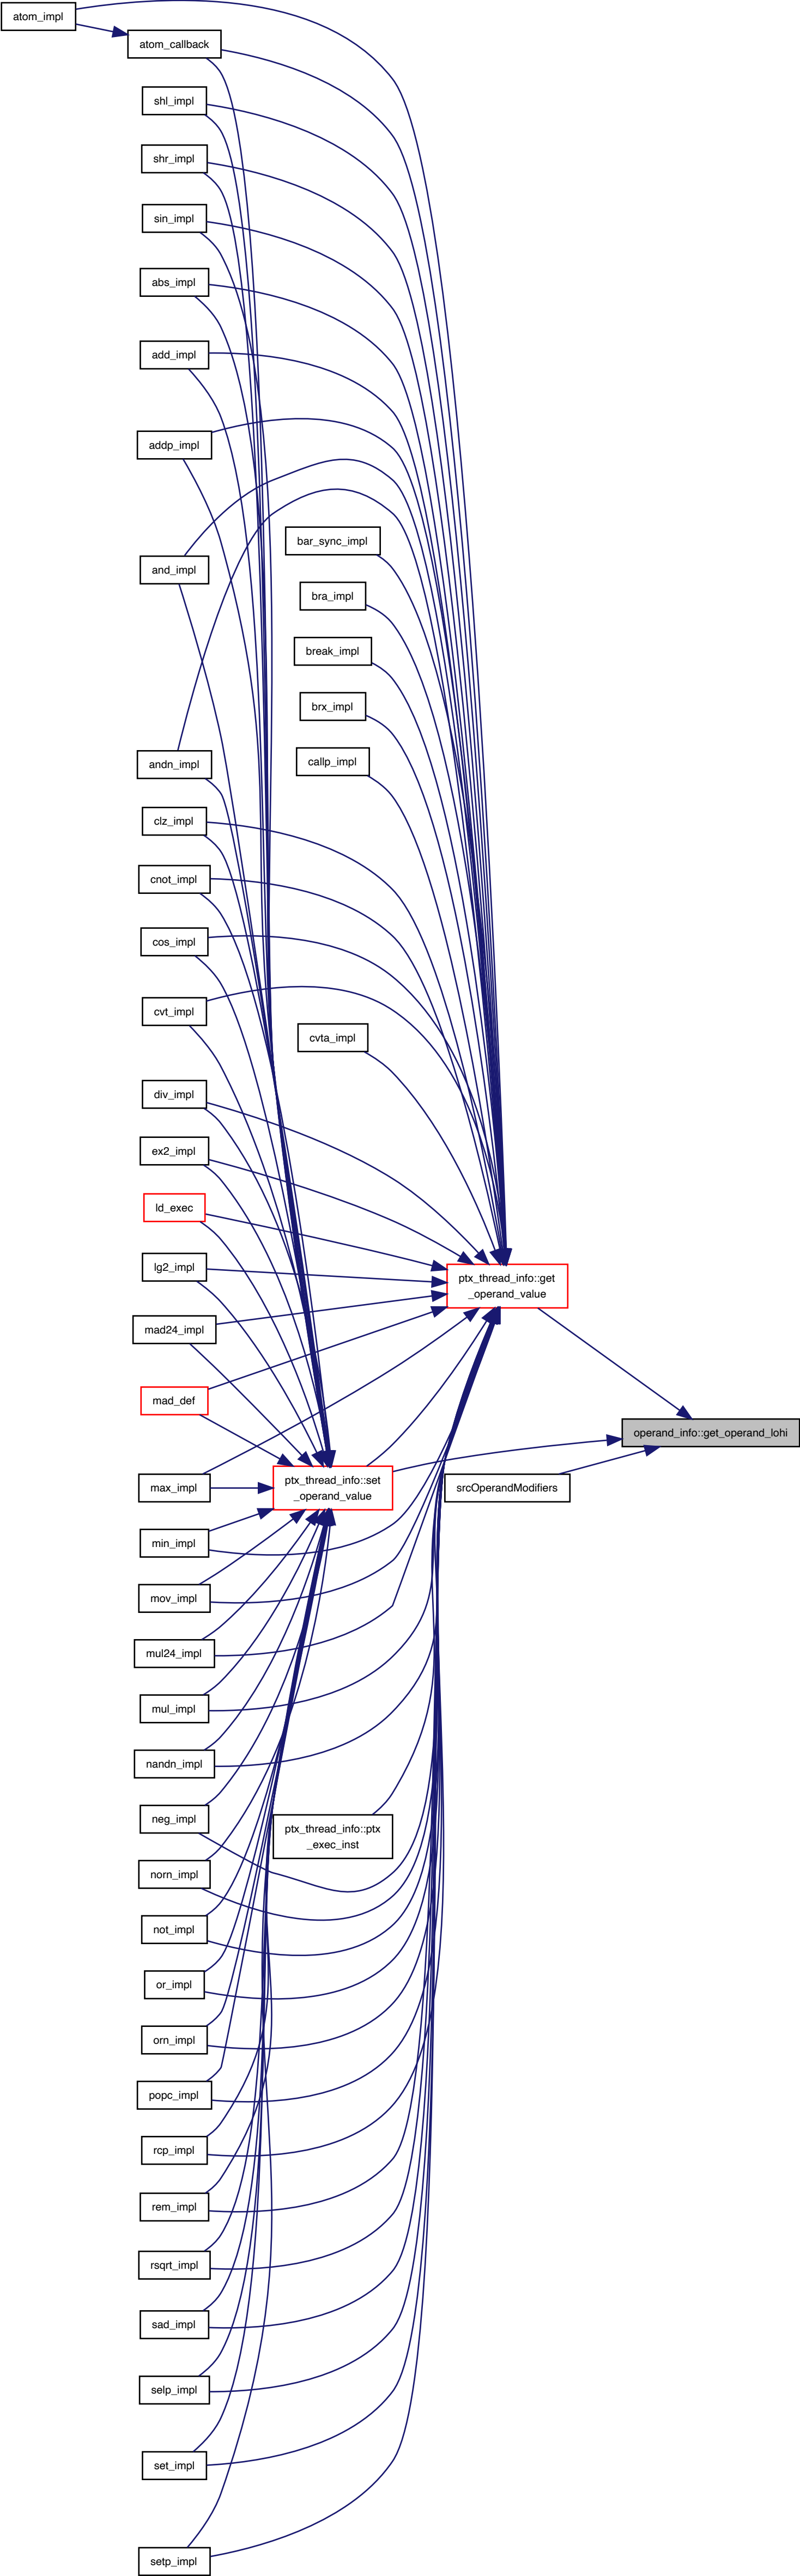 atom_impl
atom_callback
shl_impl
shr_impl
sin_impl
abs_impl
add_impl
addp_impl
bar_sync_impl
and_impl
bra_impl
break_impl
brx_impl
callp_impl
andn_impl
clz_impl
cnot_impl
cos_impl
cvt_impl
cvta_impl
div_impl
ex2_impl
ld_exec
lg2_impl
ptx_thread_info::get
_operand_value
mad24_impl
mad_def
operand_info::get_operand_lohi
max_impl
ptx_thread_info::set
_operand_value
srcOperandModifiers
min_impl
mov_impl
mul24_impl
mul_impl
nandn_impl
neg_impl
ptx_thread_info::ptx
_exec_inst
norn_impl
not_impl
or_impl
orn_impl
popc_impl
rcp_impl
rem_impl
rsqrt_impl
sad_impl
selp_impl
set_impl
setp_impl